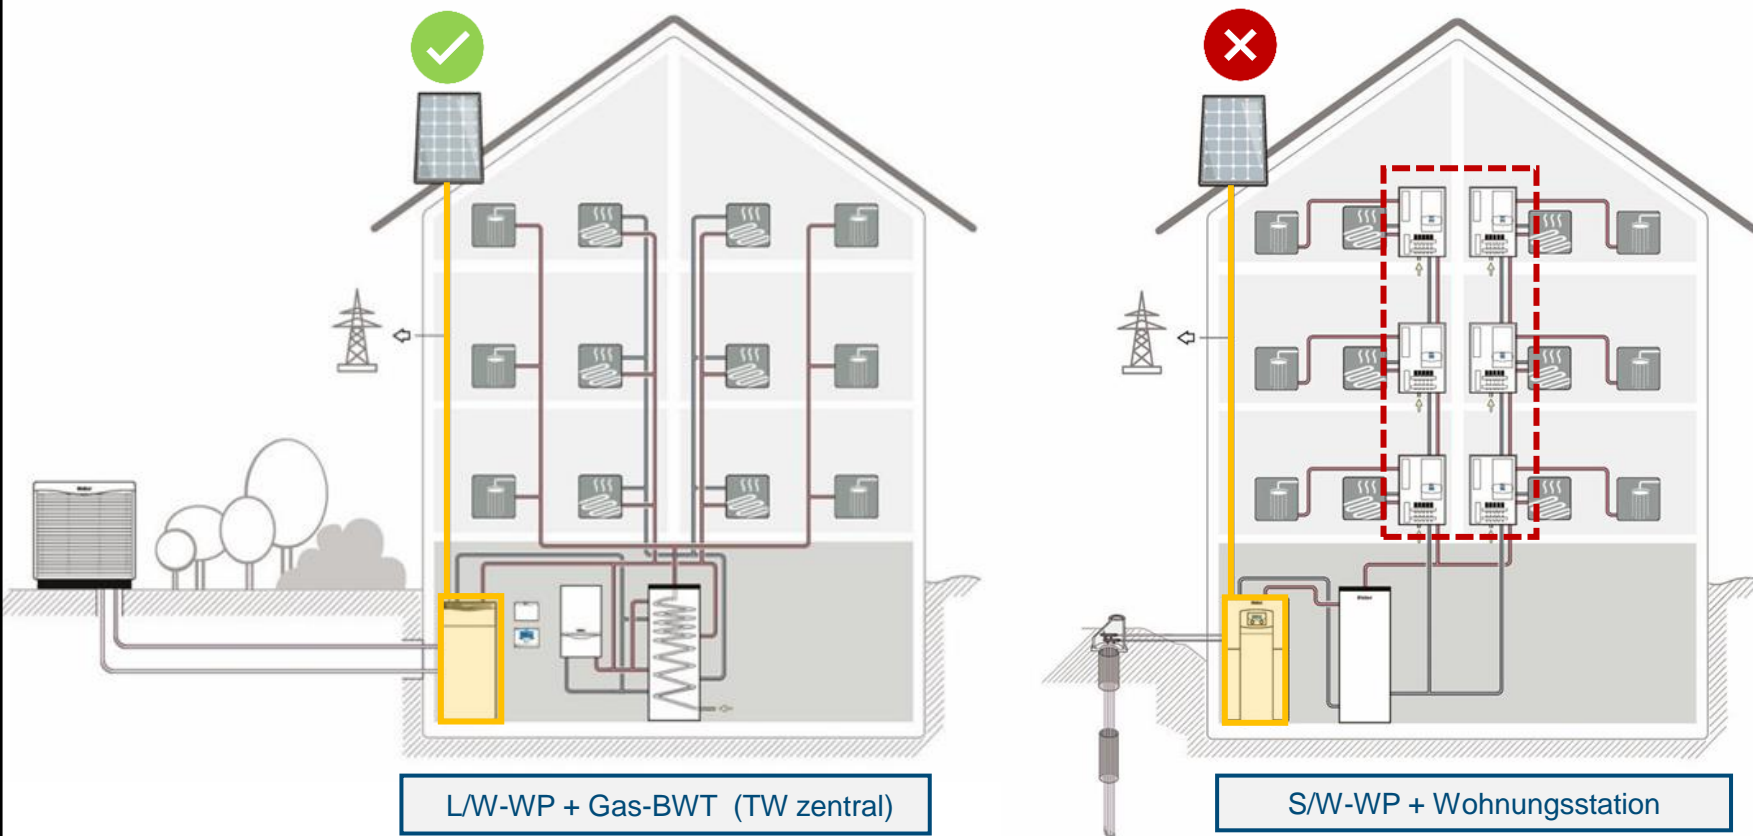 L/W-WP + Gas-BWT (TW zentral)
S/W-WP + Wohnungsstation